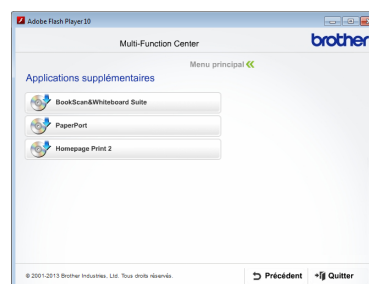 Adobe Flash Player 10
Multi-Function Center
brother
Menu principal
Applications supplémentaires
BookScan&Whiteboard Suite
PaperPort
Homepage Print 2
© 2001-2013 Brother Industries, Ltd. Tous droits réservés.
Précédent
Quitter